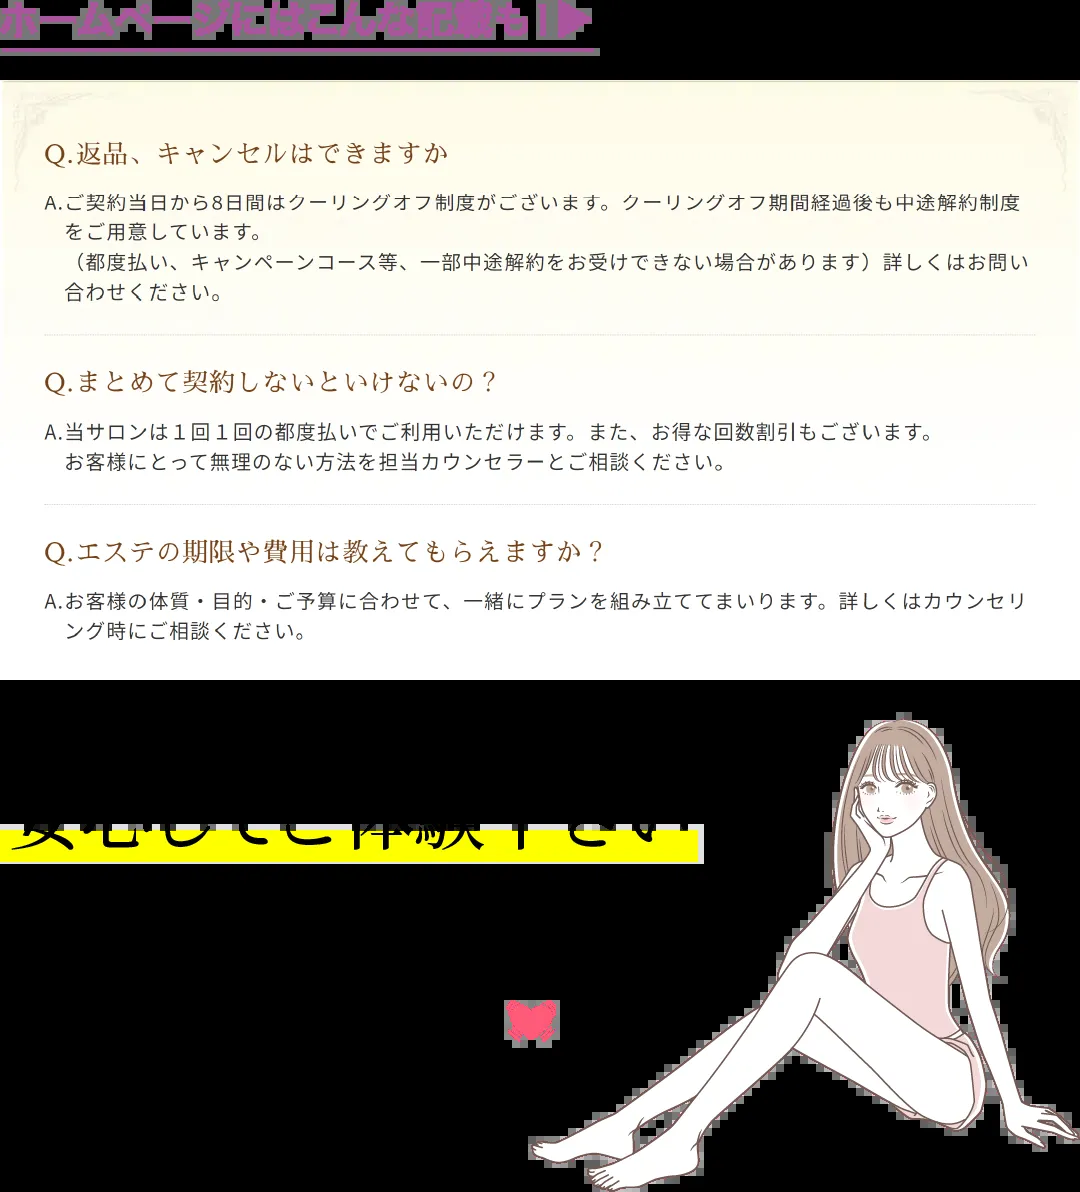 ホームページにはこんな記載も！▶
Q.返品、キャンセルはできますか
A.ご契約当日から8日間はクーリングオフ制度がございます。クーリングオフ期間経過後も中途解約制度
をご用意しています。
（都度払い、キャンペーンコース等、一部中途解約をお受けできない場合があります）詳しくはお問い
合わせください。
Q.まとめて契約しないといけないの？
A.当サロンは１回１回の都度払いでご利用いただけます。また、お得な回数割引もございます。
お客様にとって無理のない方法を担当カウンセラーとご相談ください。
Q.エステの期限や費用は教えてもらえますか？
A.お客様の体質・目的・ご予算に合わせて、一緒にプランを組み立ててまいります。詳しくはカウンセリ
ング時にご相談ください。
安心してご体験下さい